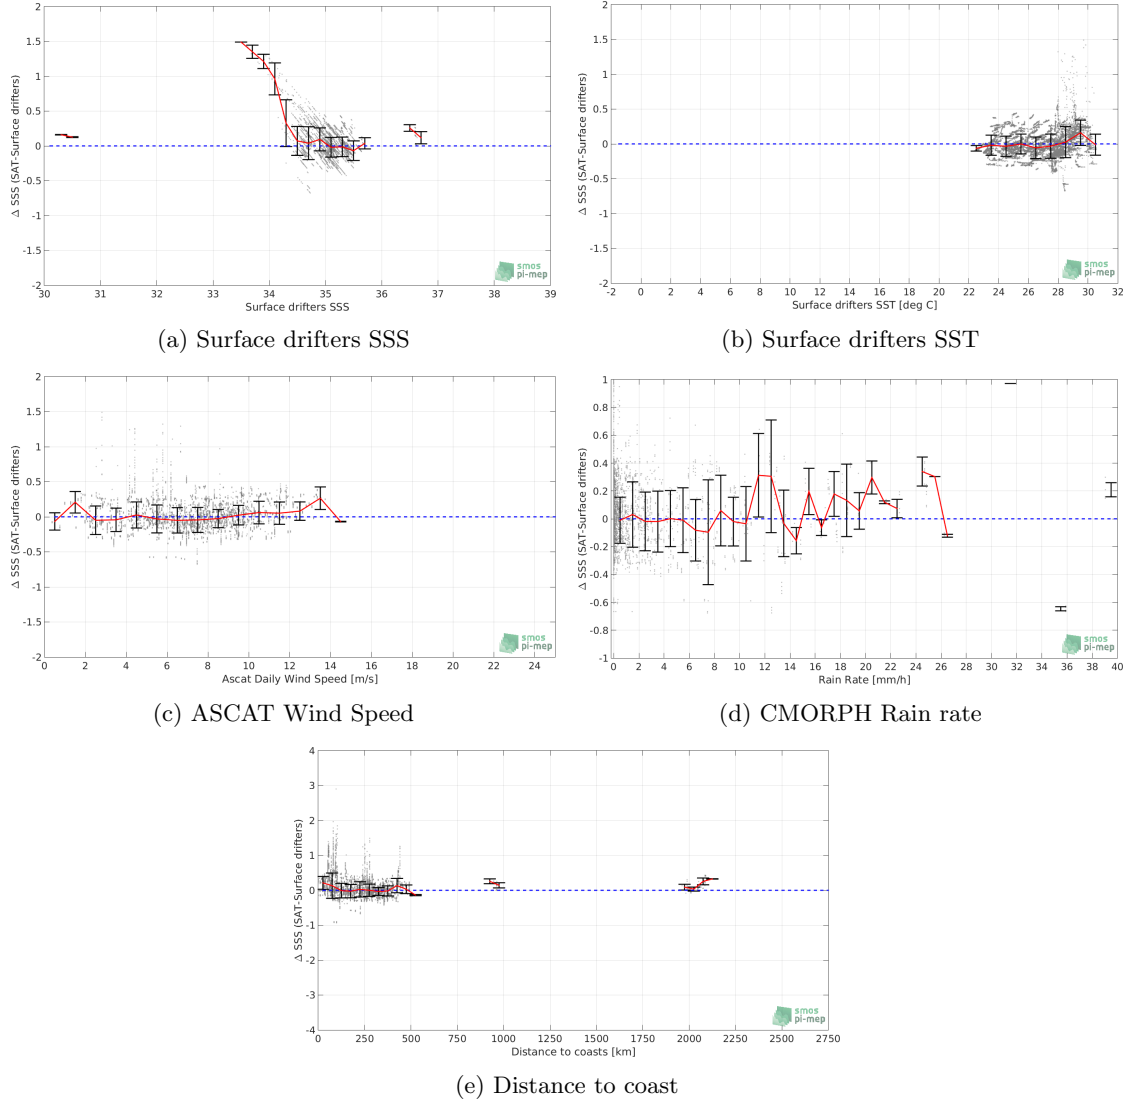 2
1.5
1
0.5
0
-0.5
-1
-1.5
-2
30 31 32 33 34 35 36 37 38 39
Surface drifters SSS
Δ SSS (SAT-Surface drifters)
smos
pi-mep
(a) Surface drifters SSS
2
1.5
1
0.5
0
-0.5
-1
-1.5
-2
-2 0 2 4 6 8 10 12 14 16 18 20 22 24 26 28 30 32
Surface drifters SST [deg C]
Δ SSS (SAT-Surface drifters)
smos
pi-mep
(b) Surface drifters SST
2
1.5
1
0.5
0
-0.5
-1
-1.5
-2
0 2 4 6 8 10 12 14 16 18 20 22 24
Ascat Daily Wind Speed [m/s]
Δ SSS (SAT-Surface drifters)
smos
pi-mep
(c) ASCAT Wind Speed
1
0.8
0.6
0.4
0.2
0
-0.2
-0.4
-0.6
-0.8
-1
0 2 4 6 8 10 12 14 16 18 20 22 24 26 28 30 32 34 36 38 40
Rain Rate [mm/h]
Δ SSS (SAT-Surface drifters)
smos
pi-mep
(d) CMORPH Rain rate
4
3
2
1
0
-1
-2
-3
-4
0 250 500 750 1000 1250 1500 1750 2000 2250 2500 2750
Distance to coasts [km]
Δ SSS (SAT-Surface drifters)
smos
pi-mep
(e) Distance to coast